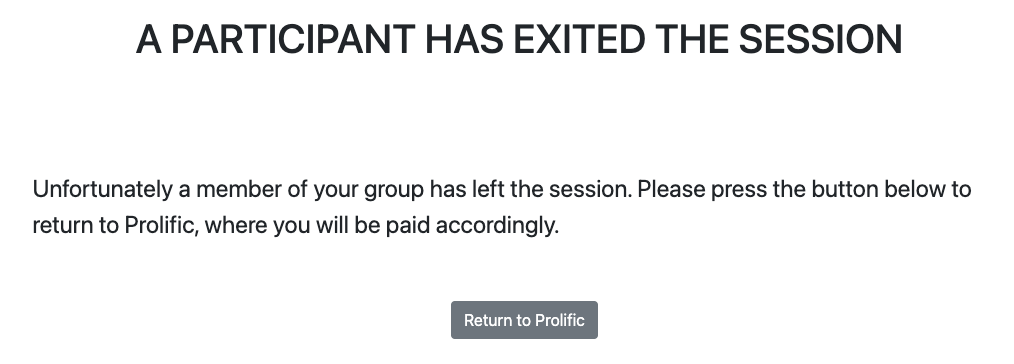 A PARTICIPANT HAS EXITED THE SESSION
Unfortunately a member of your group has left the session. Please press the button below to
return to Prolific, where you will be paid accordingly.
Return to Prolific